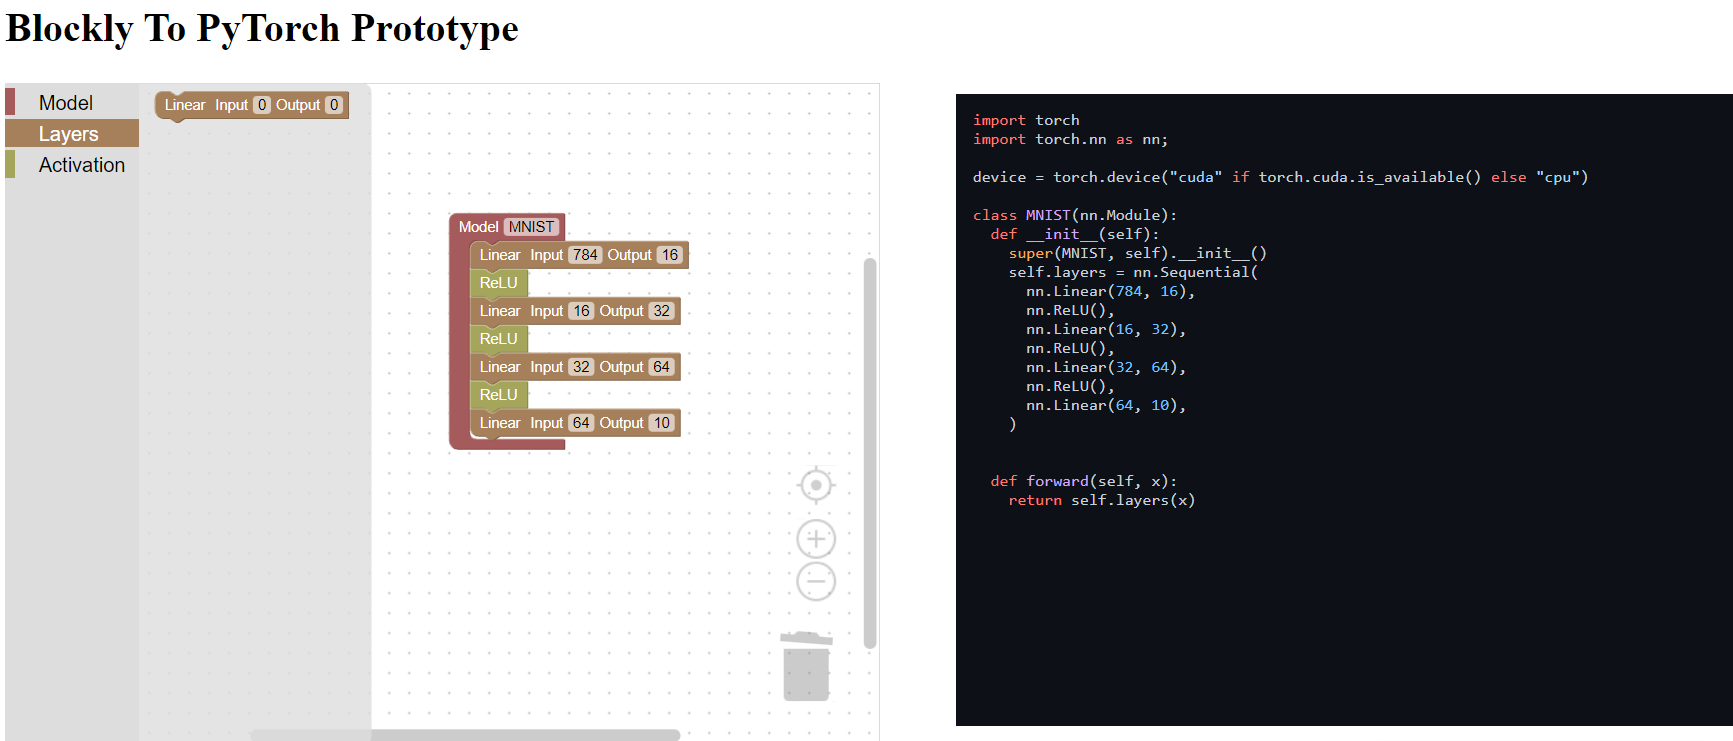 Blockly To PyTorch Prototype
Model
Layers
Activation
Linear Input 0 Output 0
Model MNIST
Linear Input 784 Output 16
ReLU
Linear Input 16 Output 32
ReLU
Linear Input 32 Output 64
ReLU
Linear Input 64 Output 10
import torch
import torch.nn as nn;
device = torch.device("cuda" if torch.cuda.is_available() else "cpu")
class MNIST(nn.Module):
def __init__(self):
super(MNIST, self).__init__()
self.layers = nn.Sequential(
nn.Linear(784, 16),
nn.ReLU(),
nn.Linear(16, 32),
nn.ReLU(),
nn.Linear(32, 64),
nn.ReLU(),
nn.Linear(64, 10),
)
def forward(self, x):
return self.layers(x)